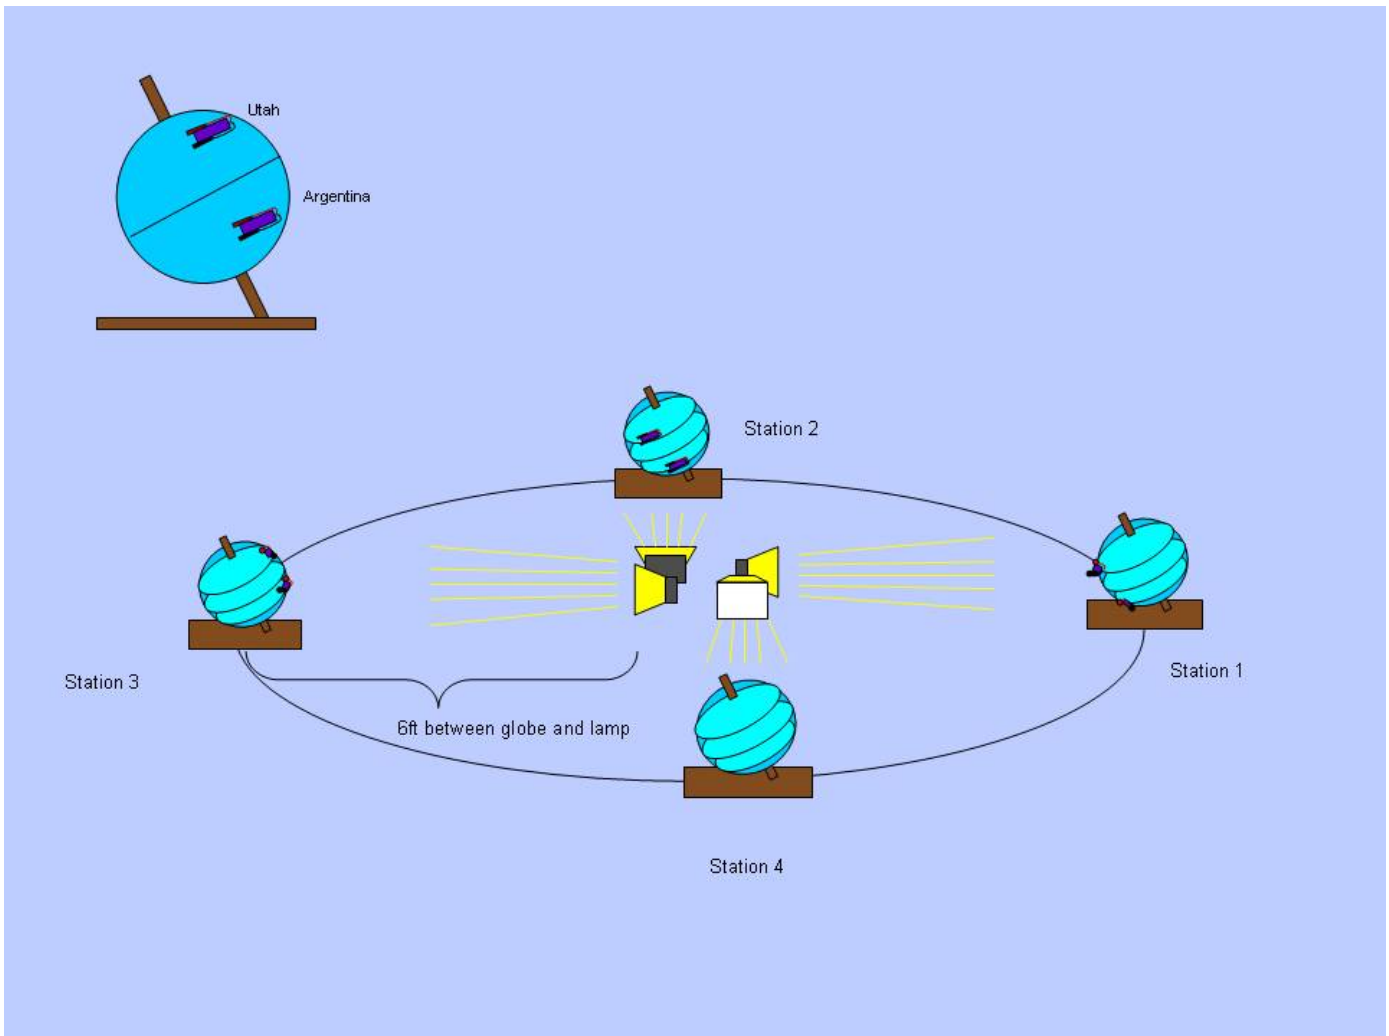 Utah
Argentina
Station 2
Station 3
Station 1
6ft between globe and lamp
Station 4